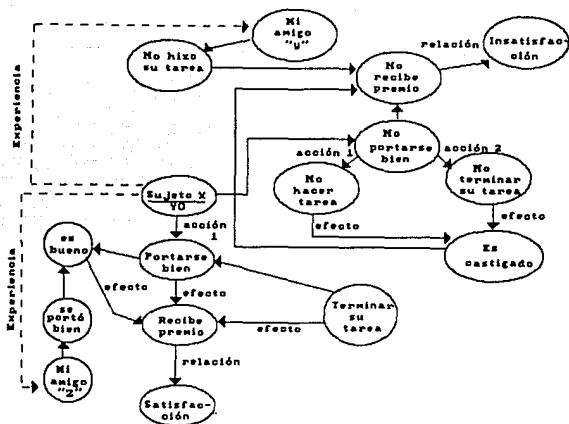 Mi
amigo
"y"
Insatisfac-
ción
relación
No hizo
su tarea
No
recibe
premio
Experiencia
No
portarse
bien
acción 1
acción 2
No
hacer
tarea
No
terminar
su tarea
Sujeto X
YO
efecto
efecto
acción
1
Es
castigado
es
bueno
Portarse
bien
efecto
efecto
Experiencia
se
portó
bien
Recibe
premio
efecto
Terminar
su
tarea
relación
Mi
amigo
"z"
Satisfac-
ción